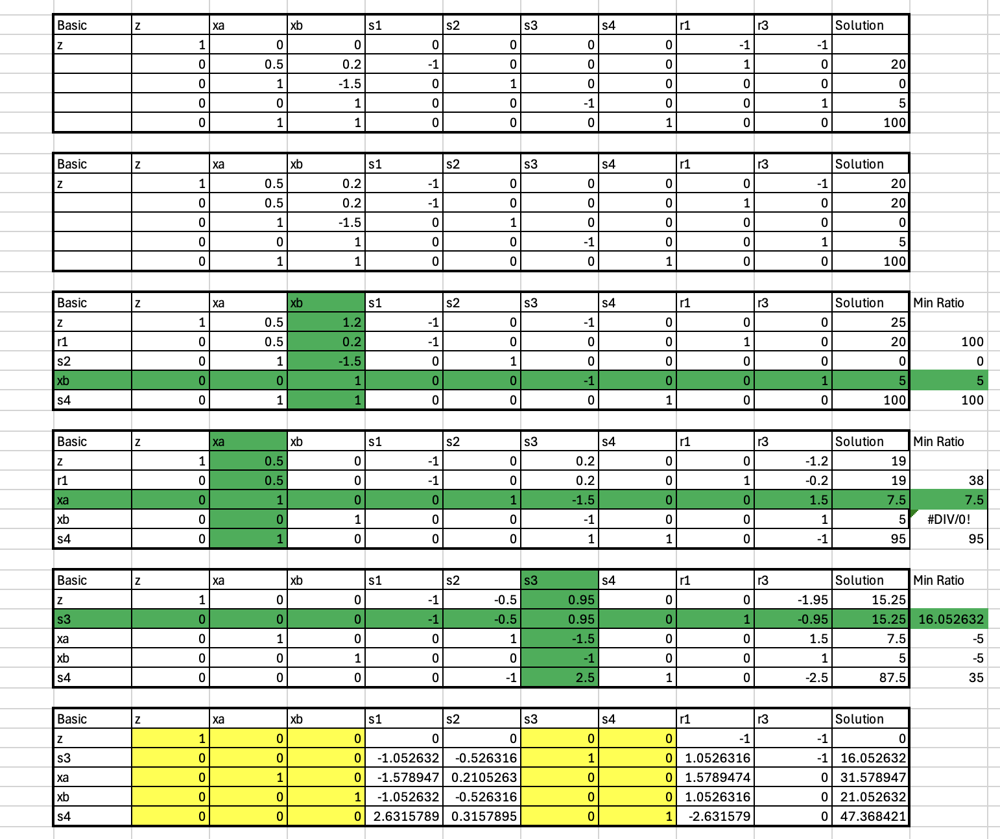 Basic z xa xb s1 s2 s3 s4 r1 r3 Solution
z 1 0 0 0 0 0 0 -1 -1
0 0.5 0.2 -1 0 0 0 1 0 20
0 1 -1.5 0 1 0 0 0 0 0
0 0 1 0 0 -1 0 0 1 5
0 1 1 0 0 0 1 0 0 100
Basic z xa xb s1 s2 s3 s4 r1 r3 Solution
z 1 0.5 0.2 -1 0 0 0 0 -1 20
0 0.5 0.2 -1 0 0 0 1 0 20
0 1 -1.5 0 1 0 0 0 0 0
0 0 1 0 0 -1 0 0 1 5
0 1 1 0 0 0 1 0 0 100
Basic z xa xb s1 s2 s3 s4 r1 r3 Solution Min Ratio
z 1 0.5 1.2 -1 0 -1 0 0 0 25
r1 0 0.5 0.2 -1 0 0 0 1 0 20 100
s2 0 1 -1.5 0 1 0 0 0 0 0 0
xb 0 0 1 0 0 -1 0 0 1 5 5
s4 0 1 1 0 0 0 1 0 0 100 100
Basic z xa xb s1 s2 s3 s4 r1 r3 Solution Min Ratio
z 1 0.5 0 -1 0 0.2 0 0 -1.2 19
r1 0 0.5 0 -1 0 0.2 0 1 -0.2 19 38
xa 0 1 0 0 1 -1.5 0 0 1.5 7.5 7.5
xb 0 0 1 0 0 -1 0 0 1 5 #DIV/0!
s4 0 1 0 0 0 1 1 0 -1 95 95
Basic z xa xb s1 s2 s3 s4 r1 r3 Solution Min Ratio
z 1 0 0 -1 -0.5 0.95 0 0 -1.95 15.25
s3 0 0 0 -1 -0.5 0.95 0 1 -0.95 15.25 16.052632
xa 0 1 0 0 1 -1.5 0 0 1.5 7.5 -5
xb 0 0 1 0 0 -1 0 0 1 5 -5
s4 0 0 0 0 -1 2.5 1 0 -2.5 87.5 35
Basic z xa xb s1 s2 s3 s4 r1 r3 Solution
z 1 0 0 0 0 0 0 -1 -1 0
s3 0 0 0 -1.052632 -0.526316 1 0 1.0526316 -1 16.052632
xa 0 1 0 -1.578947 0.2105263 0 0 1.5789474 0 31.578947
xb 0 0 1 -1.052632 -0.526316 0 0 1.0526316 0 21.052632
s4 0 0 0 2.6315789 0.3157895 0 1 -2.631579 0 47.368421